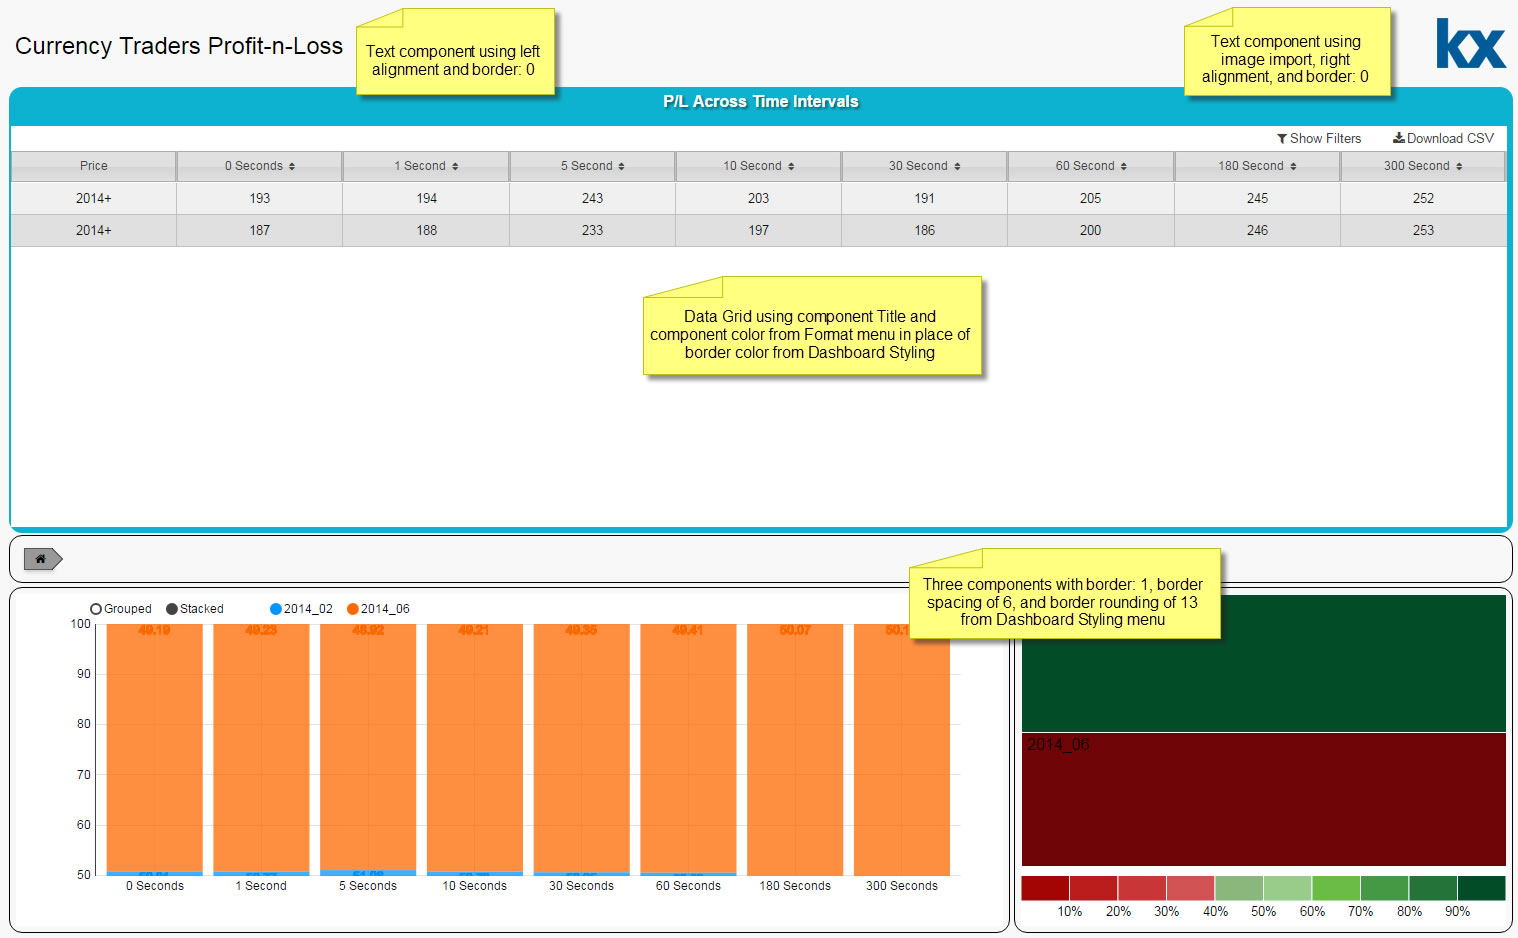 Currency Traders Profit-n-Loss
Text component using left
alignment and border: 0
Text component using
image import, right
alignment, and border: 0
kx
P/L Across Time Intervals
Show Filters Download CSV
Price 0 Seconds 1 Second 5 Second 10 Second 30 Second 60 Second 180 Second 300 Second
2014+ 193 194 243 203 191 205 245 252
2014+ 187 188 233 197 186 200 246 253
Data Grid using component Title and
component color from Format menu in place of
border color from Dashboard Styling
Three components with border: 1, border
spacing of 6, and border rounding of 13
from Dashboard Styling menu
Grouped Stacked 2014_02 2014_06
100
49.19 49.23 48.92 49.21 49.35 49.41 50.07
90
80
70
60
50
0 Seconds 1 Second 5 Seconds 10 Seconds 30 Seconds 60 Seconds 180 Seconds 300 Seconds
2014_06
10% 20% 30% 40% 50% 60% 70% 80% 90%